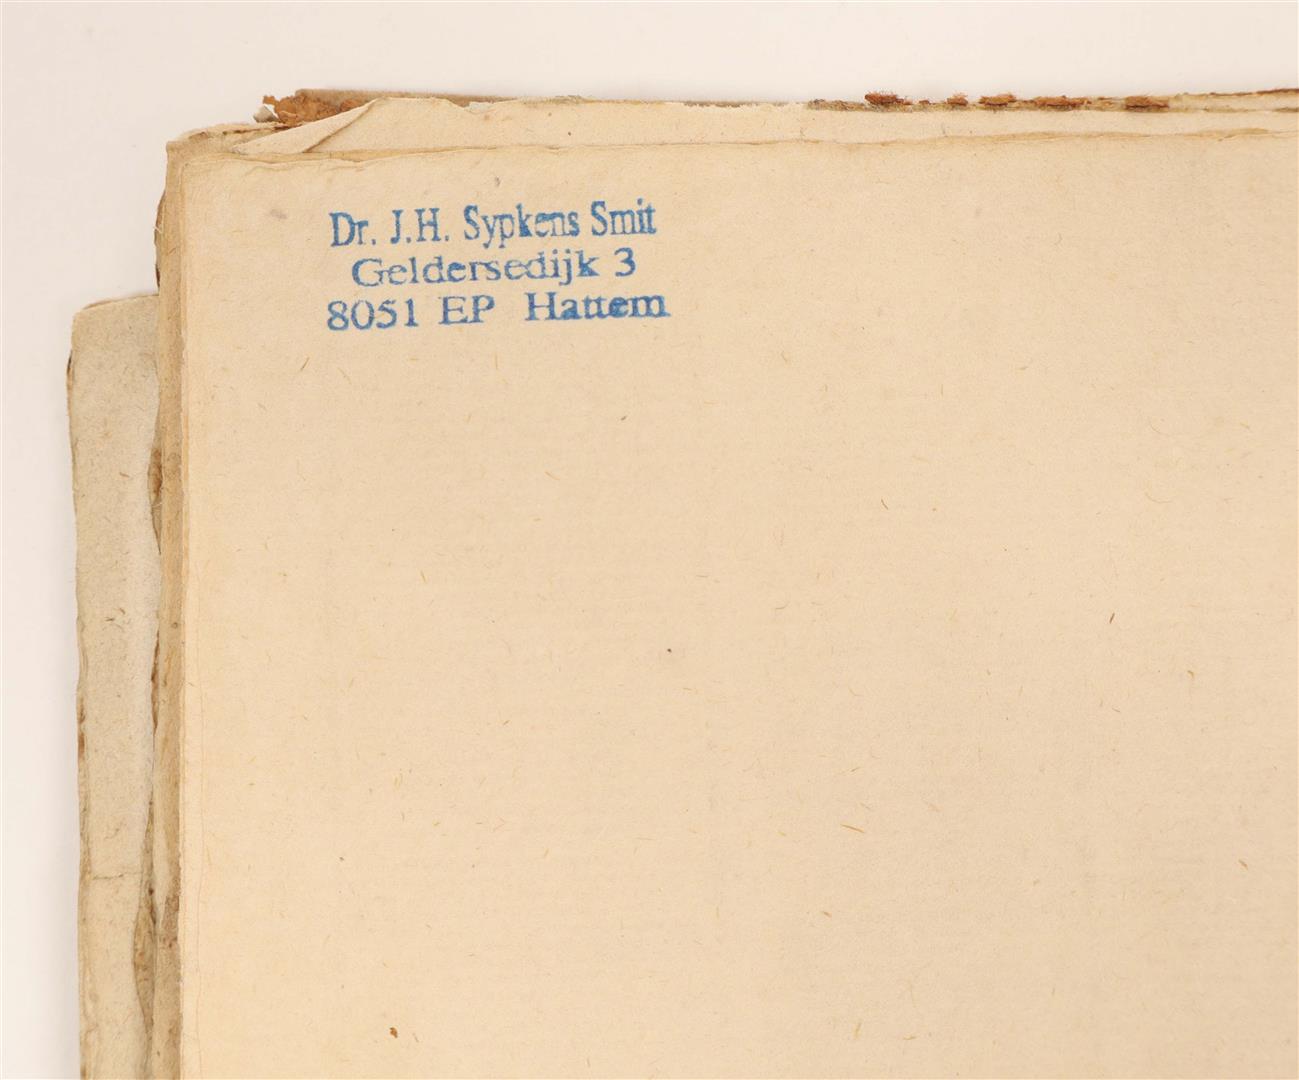 Dr. J.H. Sypkens Smit
Geldersedijk 3
8051 EP Hattem